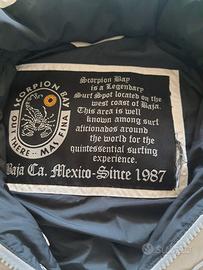 SCORPION BAY
OUT THERE -- MAS FINA
Scorpion Bay
is a Legendary
Surf Spot located on the
west coast of Baja.
This area is well
known among surf
aficionados around
the world for the
quintessential surfing
experience.
Baja Ca. Mexico-Since 1987
subito